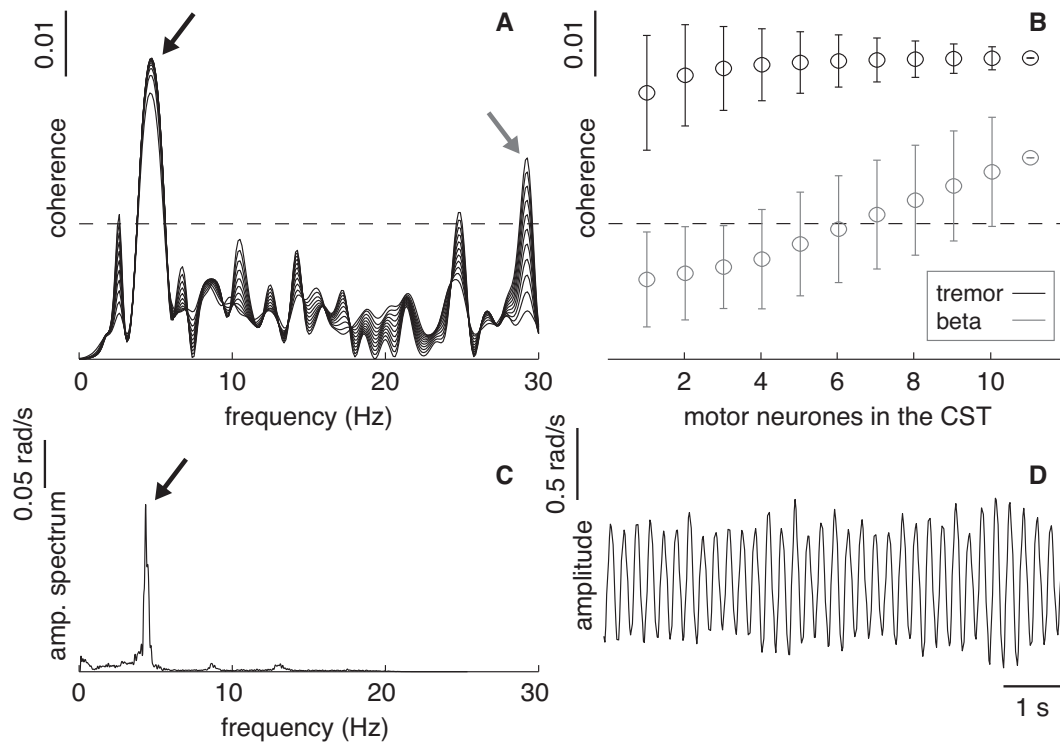 A
0.01
coherence
0
10
20
30
frequency (Hz)
B
0.01
coherence
tremor
beta
2
4
6
8
10
motor neurones in the CST
C
0.05 rad/s
amp. spectrum
0
10
20
30
frequency (Hz)
D
0.5 rad/s
amplitude
1 s